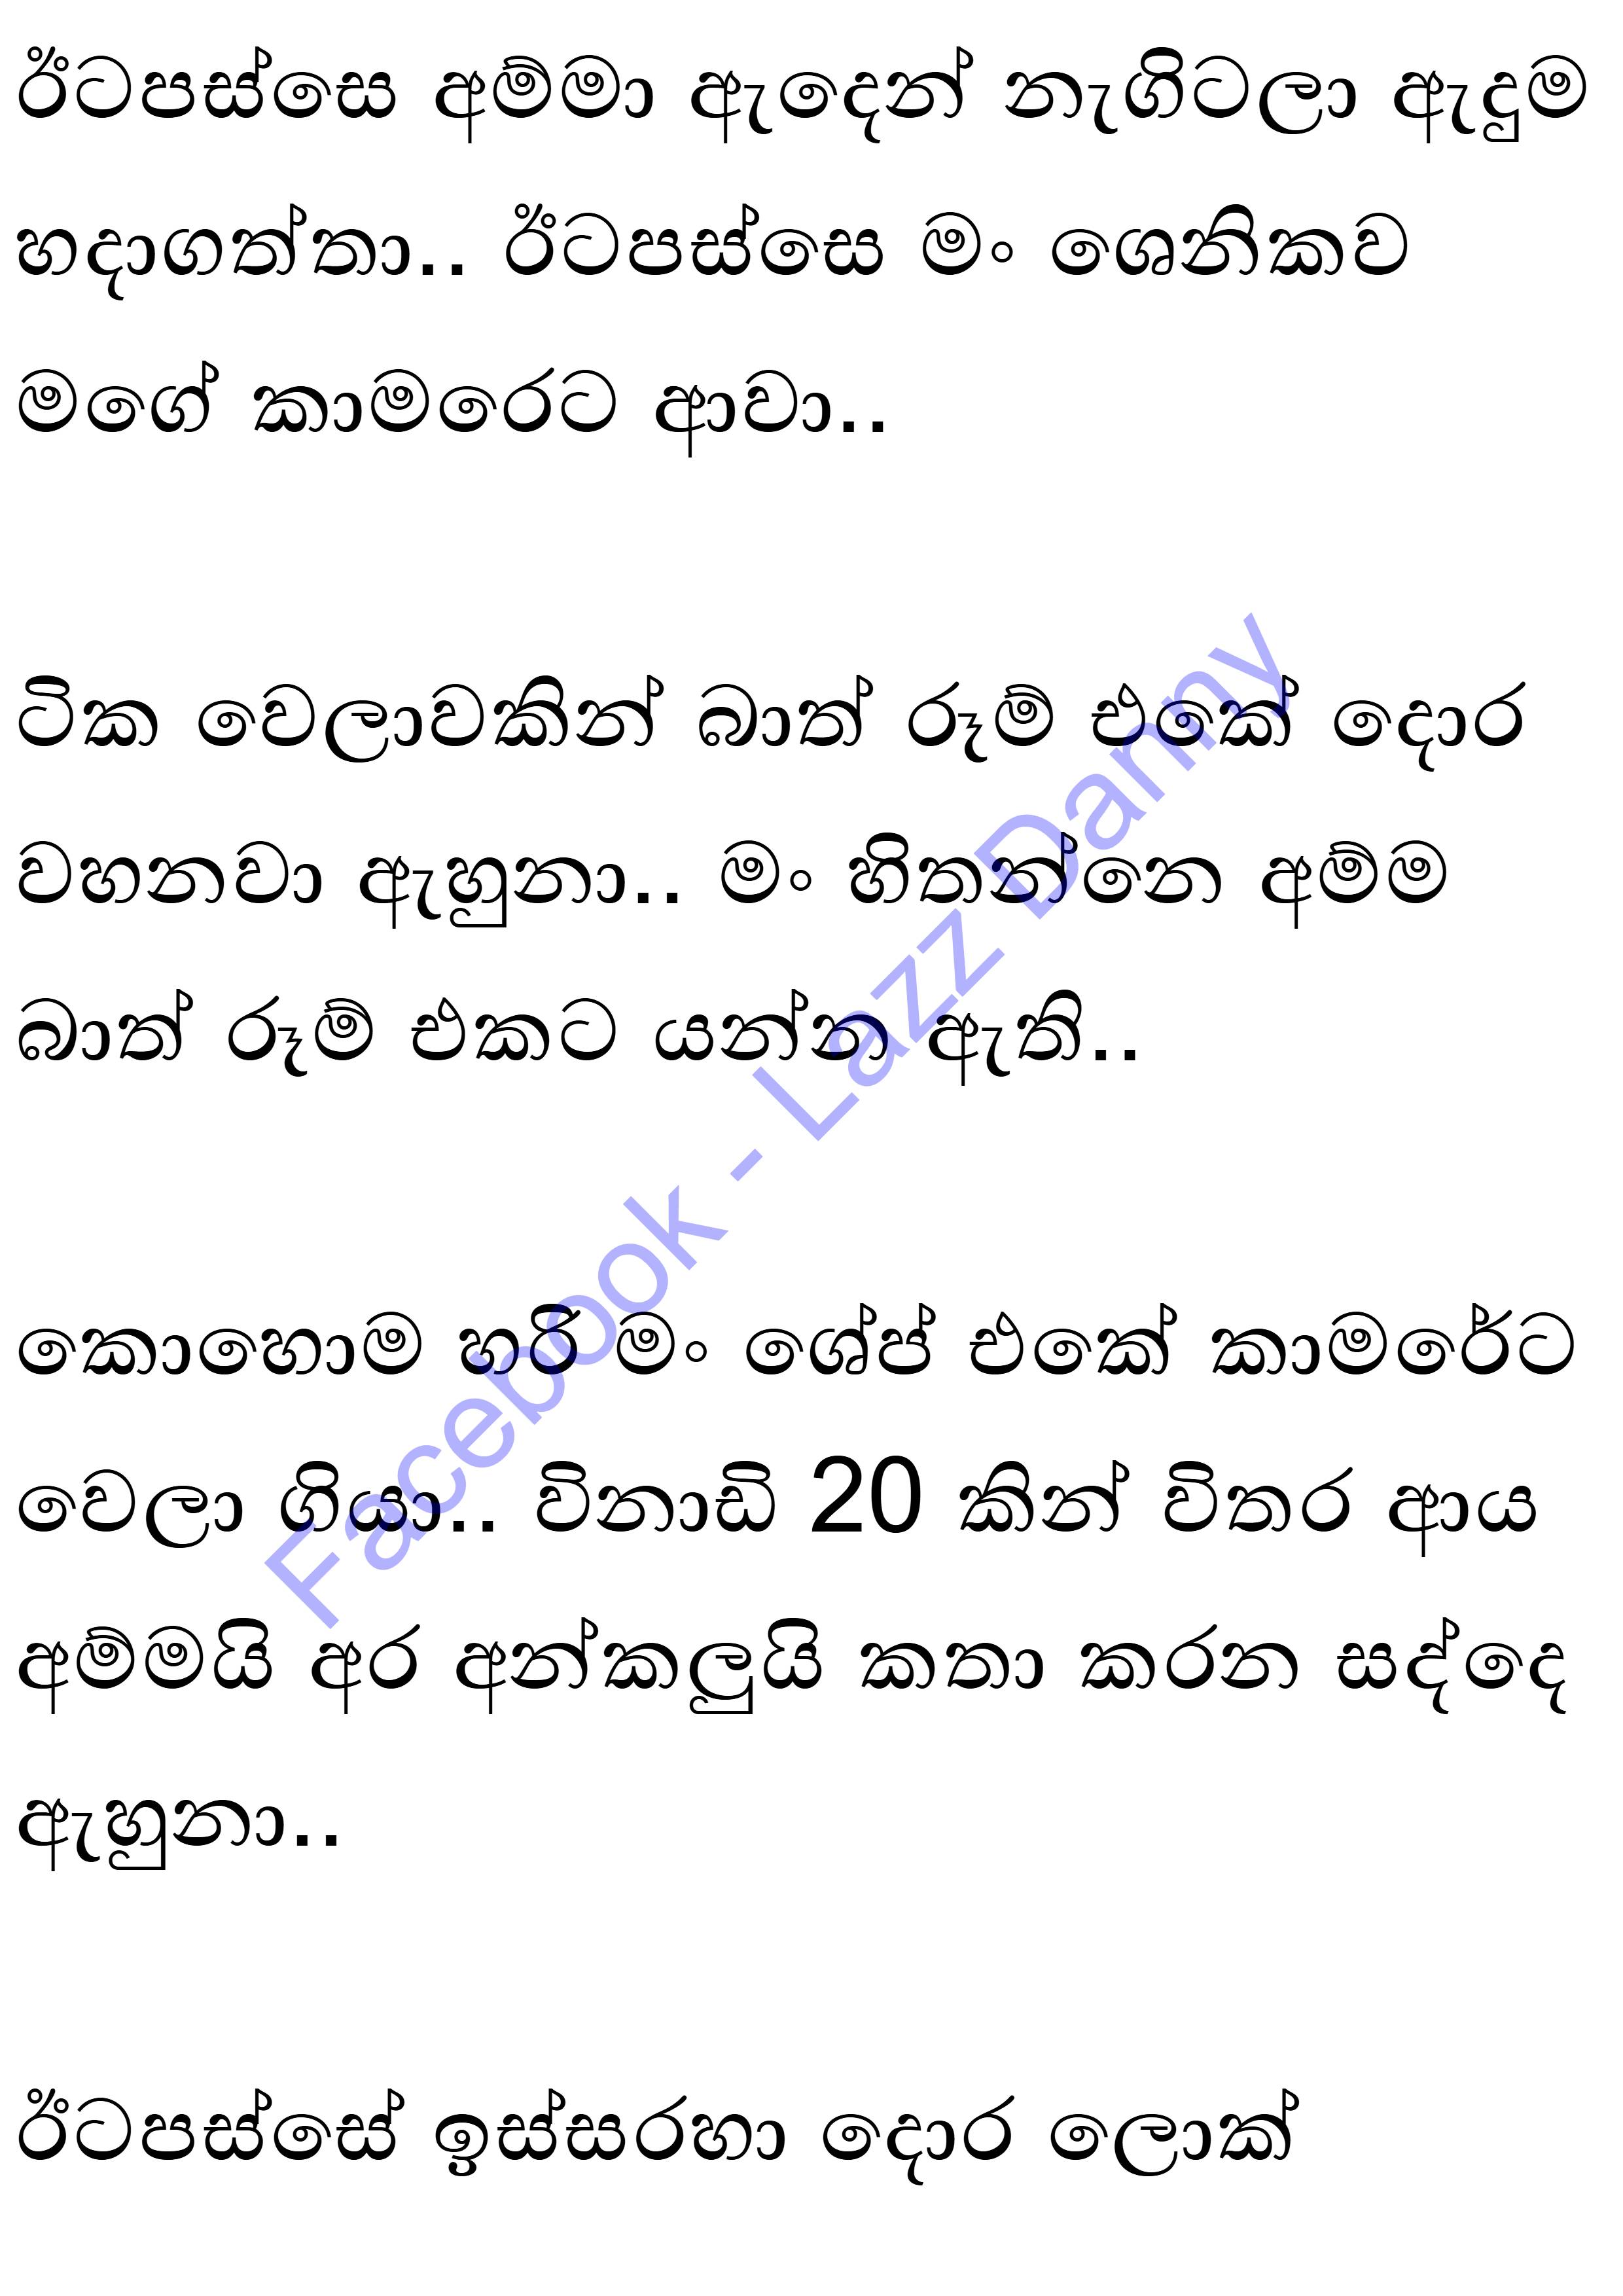 ඊටපස්සෙ අම්මා ඇදෙන් නැගිටලා ඇදුම
හදාගත්තා.. ඊටපස්සෙ මං ශෙනිකව
මගේ කාමරෙට ආවා..
ටික වෙලාවකින් බාත් රූම් එකේ දොර
වහනවා ඇහුනා.. මං හිතන්නෙ අම්ම
බාත් රූම් එකට යන්න ඇති..
කොහොම හරි මං ශේප් එකේ කාමරේට
වෙලා ගියා.. විනාඩි 20 කින් විතර ආය
අම්මයි අර අන්කලුයි කතා කරන සද්දෙ
ඇහුනා..
ඊටපස්සේ ඉස්සරහා දොර ලොක්
Facebook - Lazz Danny